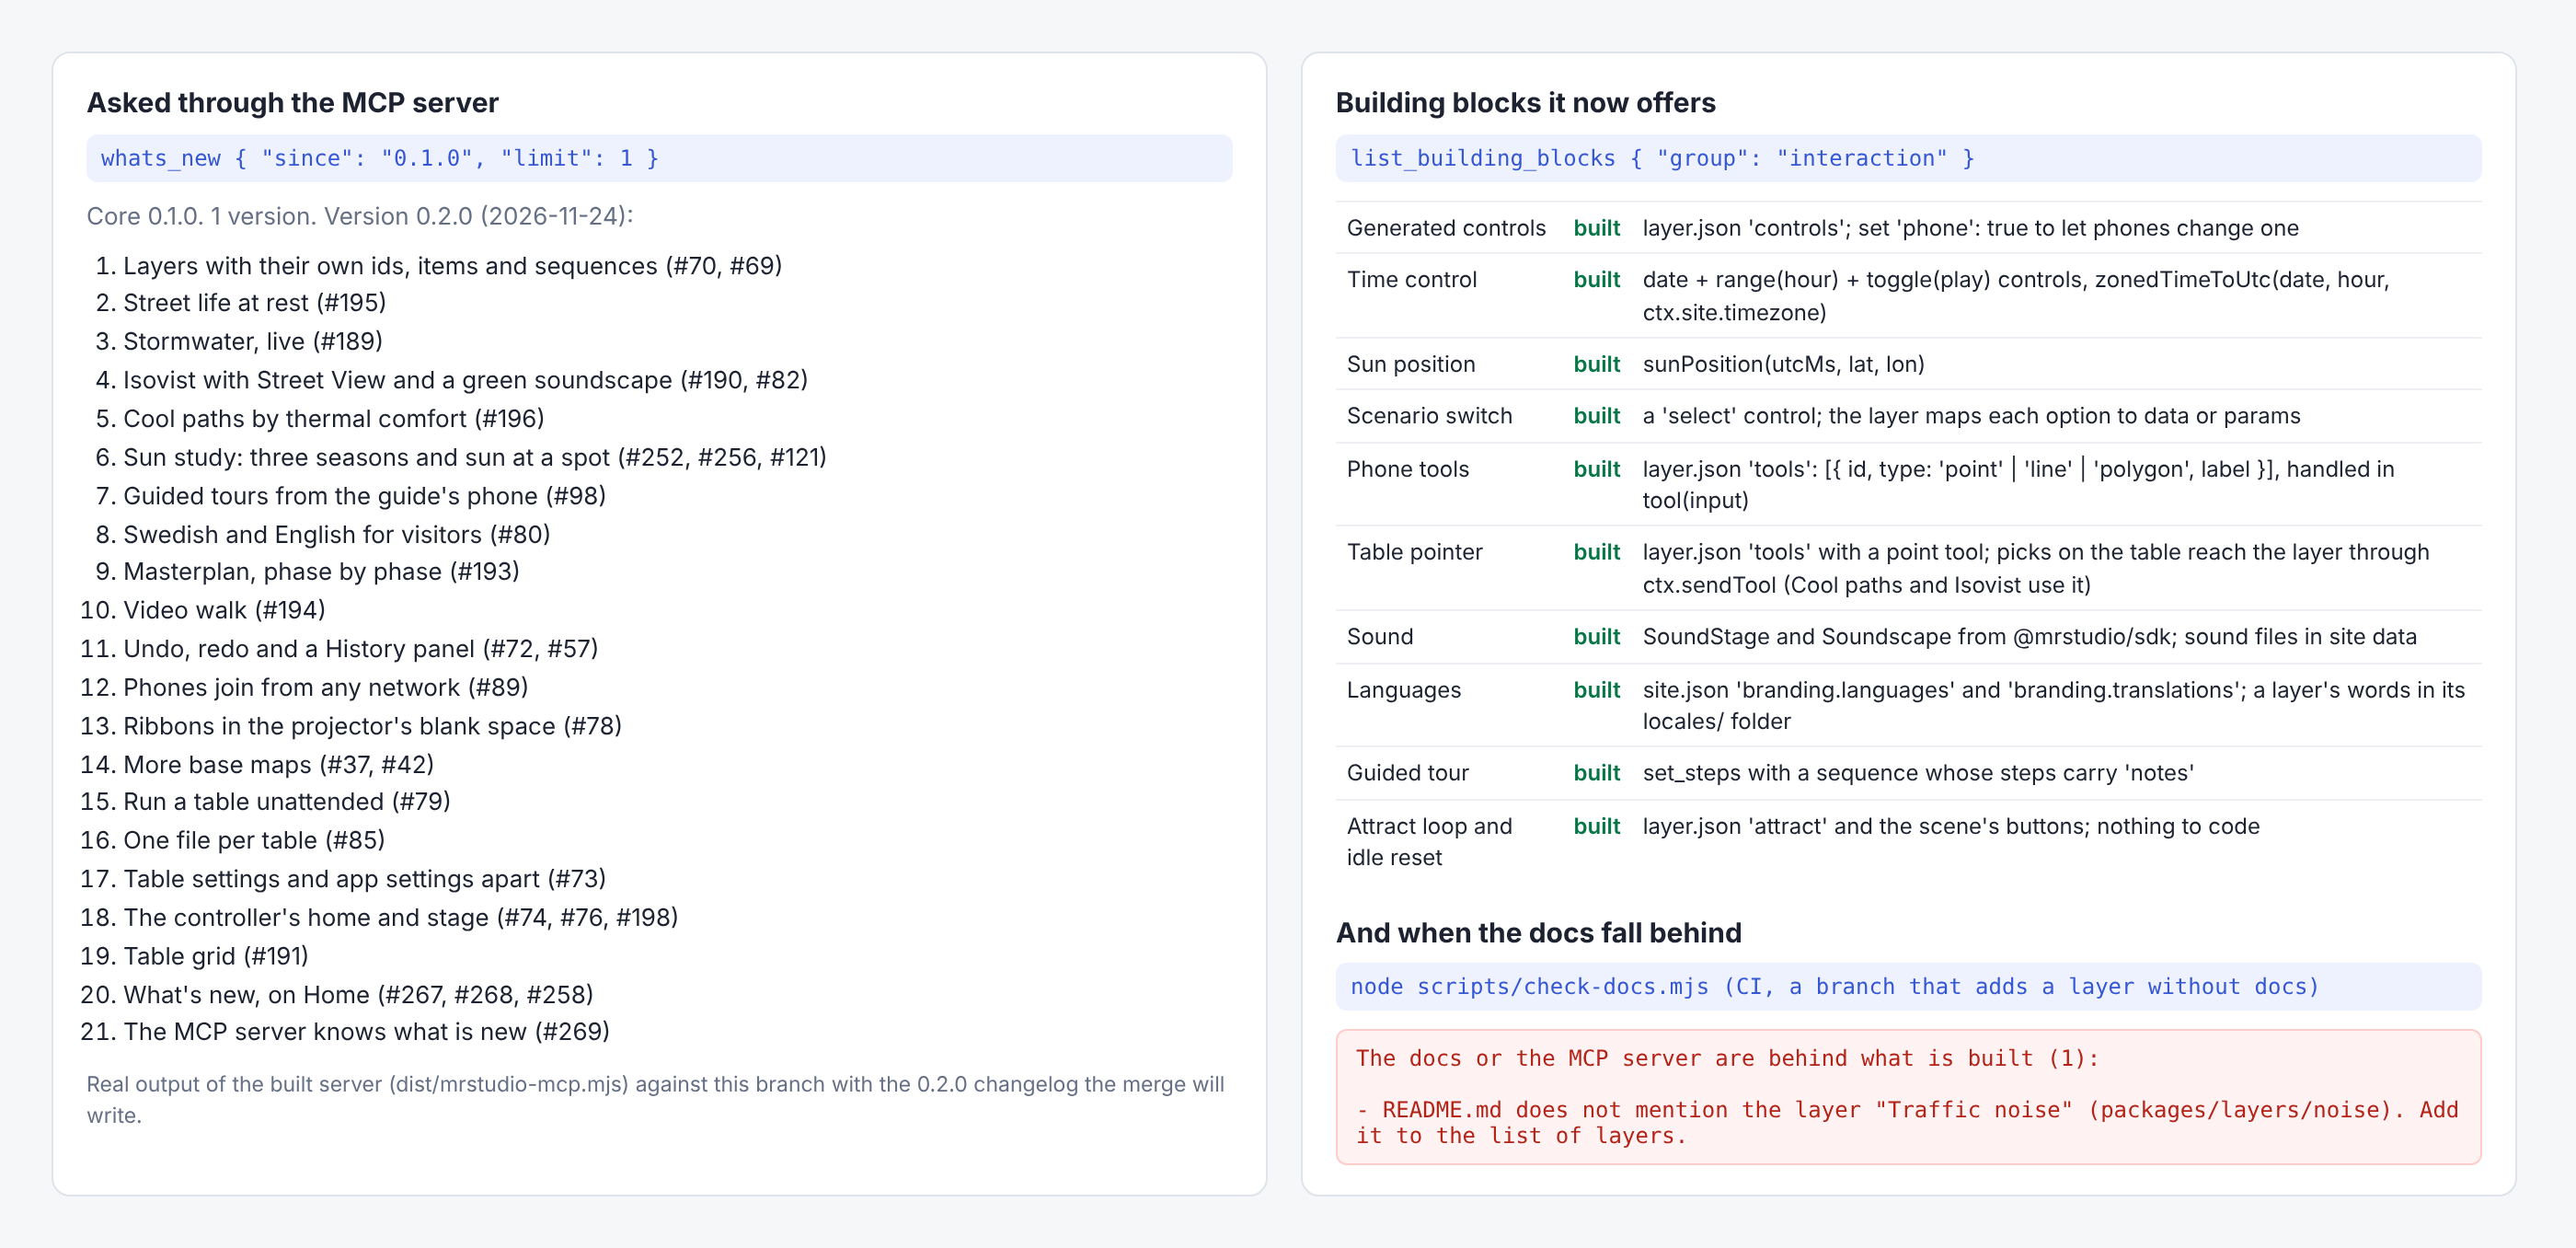 Asked through the MCP server
whats_new { "since": "0.1.0", "limit": 1 }
Core 0.1.0. 1 version. Version 0.2.0 (2026-11-24):
1. Layers with their own ids, items and sequences (#70, #69)
2. Street life at rest (#195)
3. Stormwater, live (#189)
4. Isovist with Street View and a green soundscape (#190, #82)
5. Cool paths by thermal comfort (#196)
6. Sun study: three seasons and sun at a spot (#252, #256, #121)
7. Guided tours from the guide's phone (#98)
8. Swedish and English for visitors (#80)
9. Masterplan, phase by phase (#193)
10. Video walk (#194)
11. Undo, redo and a History panel (#72, #57)
12. Phones join from any network (#89)
13. Ribbons in the projector's blank space (#78)
14. More base maps (#37, #42)
15. Run a table unattended (#79)
16. One file per table (#85)
17. Table settings and app settings apart (#73)
18. The controller's home and stage (#74, #76, #198)
19. Table grid (#191)
20. What's new, on Home (#267, #268, #258)
21. The MCP server knows what is new (#269)
Real output of the built server (dist/mrstudio-mcp.mjs) against this branch with the 0.2.0 changelog the merge will
write.
Building blocks it now offers
list_building_blocks { "group": "interaction" }
Generated controls built layer.json 'controls'; set 'phone': true to let phones change one
Time control built date + range(hour) + toggle(play) controls, zonedTimeToUtc(date, hour,
ctx.site.timezone)
Sun position built sunPosition(utcMs, lat, lon)
Scenario switch built a 'select' control; the layer maps each option to data or params
Phone tools built layer.json 'tools': [{ id, type: 'point' | 'line' | 'polygon', label }], handled in
tool(input)
Table pointer built layer.json 'tools' with a point tool; picks on the table reach the layer through
ctx.sendTool (Cool paths and Isovist use it)
Sound built SoundStage and Soundscape from @mrstudio/sdk; sound files in site data
Languages built site.json 'branding.languages' and 'branding.translations'; a layer's words in its
locales/ folder
Guided tour built set_steps with a sequence whose steps carry 'notes'
Attract loop and built layer.json 'attract' and the scene's buttons; nothing to code
idle reset
And when the docs fall behind
node scripts/check-docs.mjs (CI, a branch that adds a layer without docs)
The docs or the MCP server are behind what is built (1):
- README.md does not mention the layer "Traffic noise" (packages/layers/noise). Add
it to the list of layers.